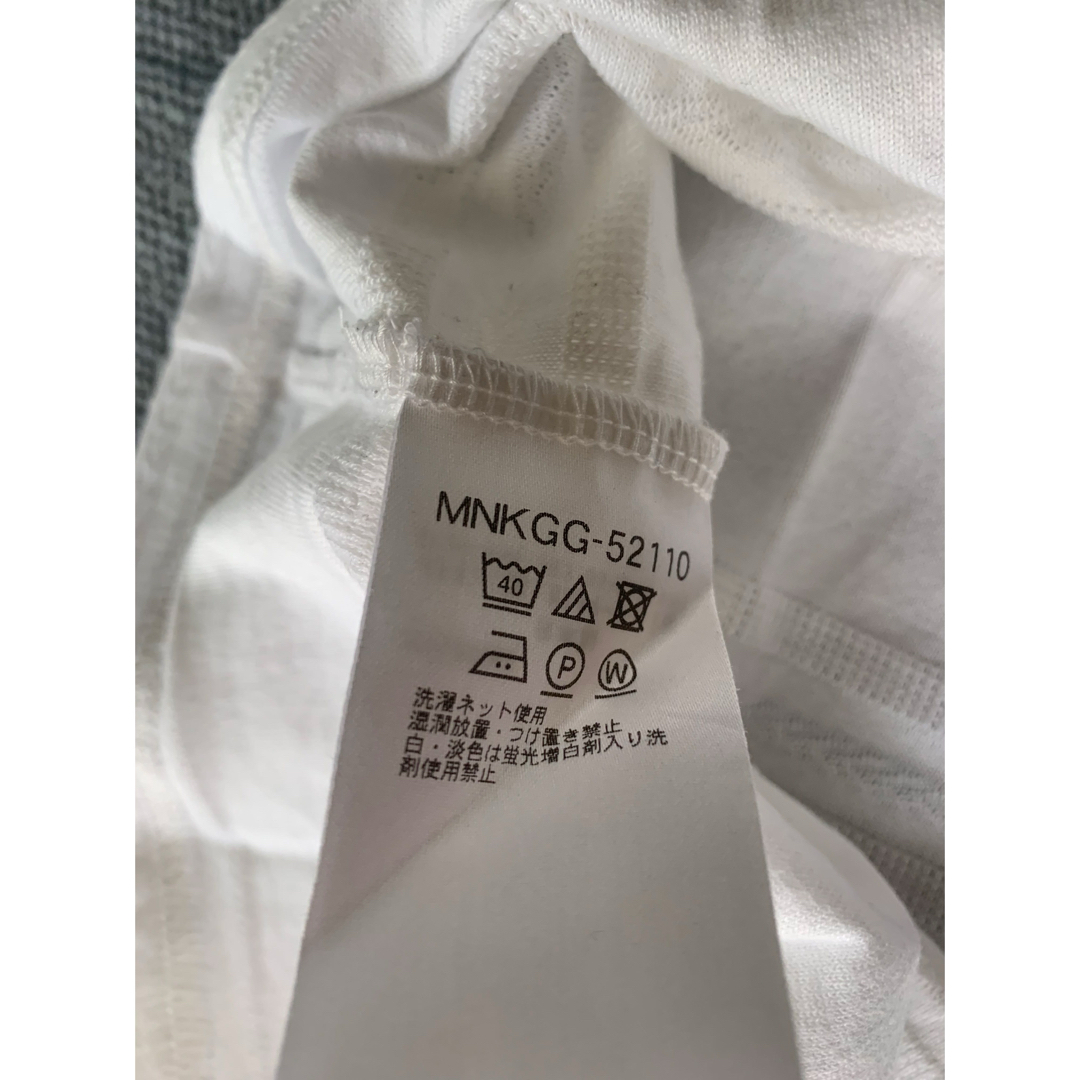 MNKGG-52110
40
P W
洗濯ネット使用
湿潤放置・つけ置き禁止
白・淡色は蛍光増白剤入り洗
剤使用禁止